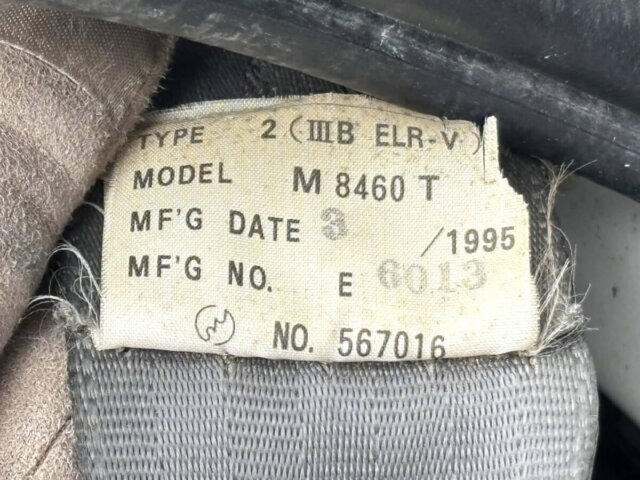 TYPE 2 (IIIB ELR-V)
MODEL M 8460 T
MF'G DATE 3 /1995
MF'G NO. E 6013
NO. 567016